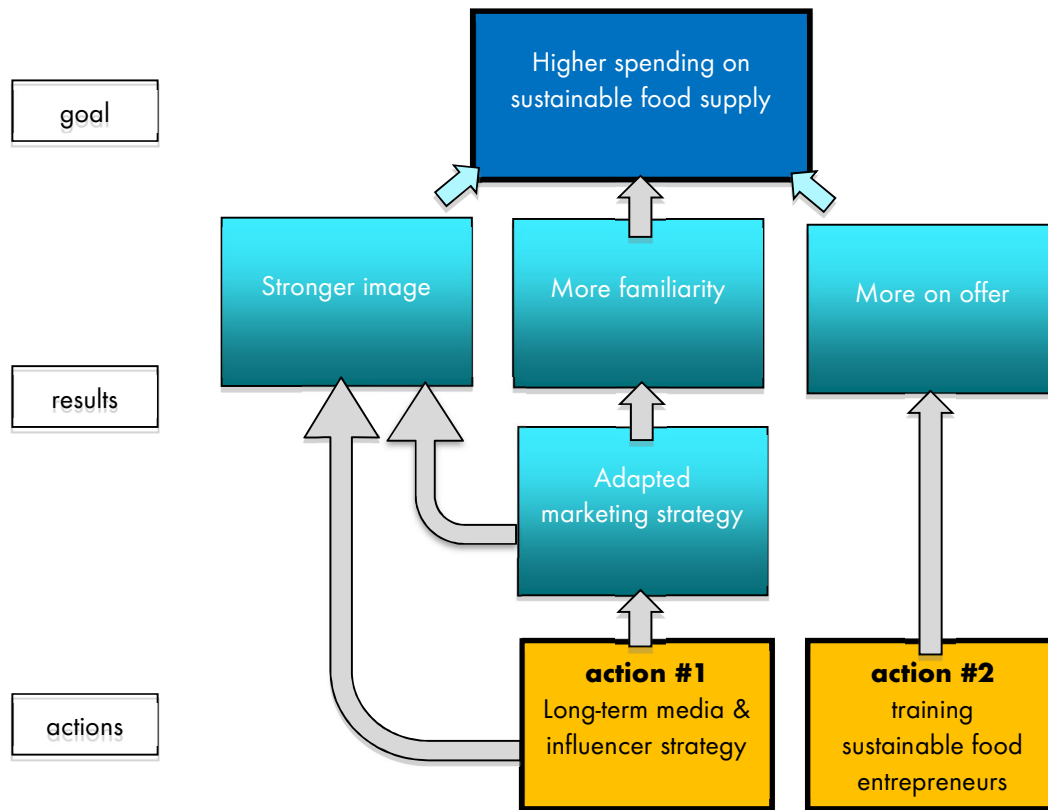 Higher spending on
sustainable food supply
goal
Stronger image
More familiarity
More on offer
results
Adapted
marketing strategy
action #1
Long-term media &
influencer strategy
action #2
training
sustainable food
entrepreneurs
actions